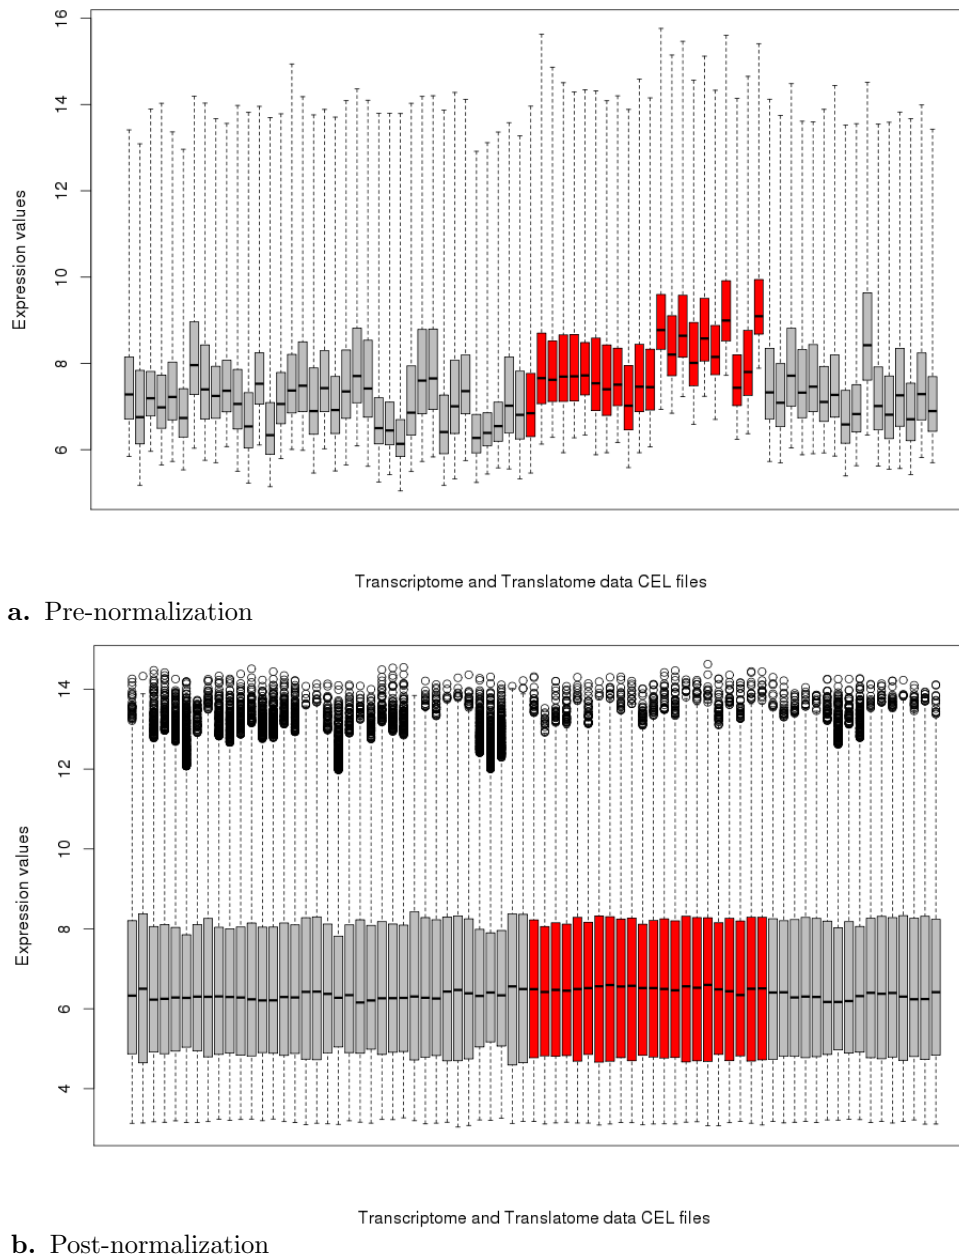 16
14
12
10
8
6
Expression values
Transcriptome and Translatome data CEL files
a. Pre-normalization
14
12
10
8
6
4
Expression values
Transcriptome and Translatome data CEL files
b. Post-normalization